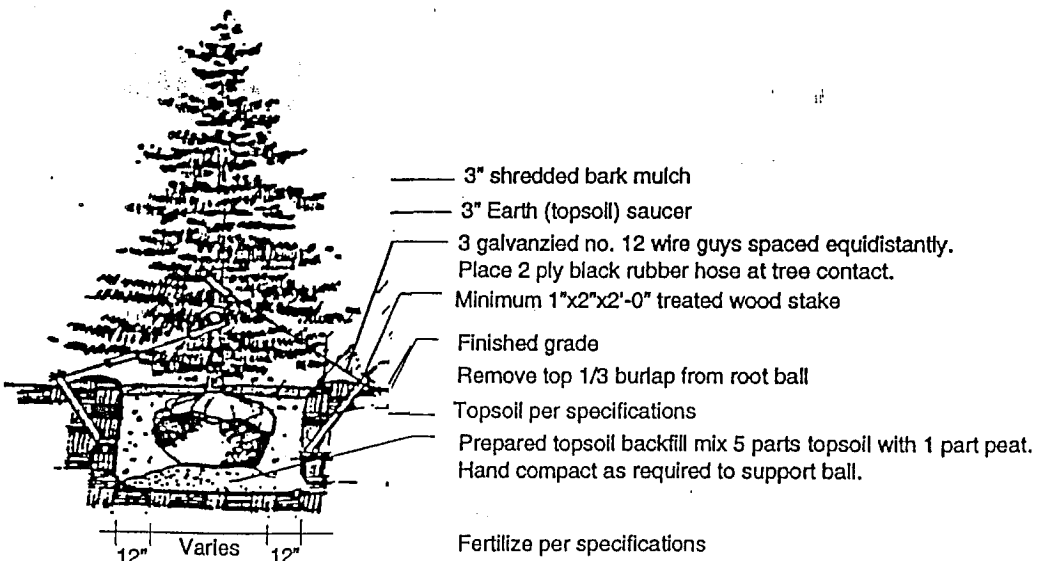 3" shredded bark mulch
3" Earth (topsoil) saucer
3 galvanzied no. 12 wire guys spaced equidistantly.
Place 2 ply black rubber hose at tree contact.
Minimum 1"x2"x2'-0" treated wood stake
Finished grade
Remove top 1/3 burlap from root ball
Topsoil per specifications
Prepared topsoil backfill mix 5 parts topsoil with 1 part peat.
Hand compact as required to support ball.
12" Varies 12"
Fertilize per specifications